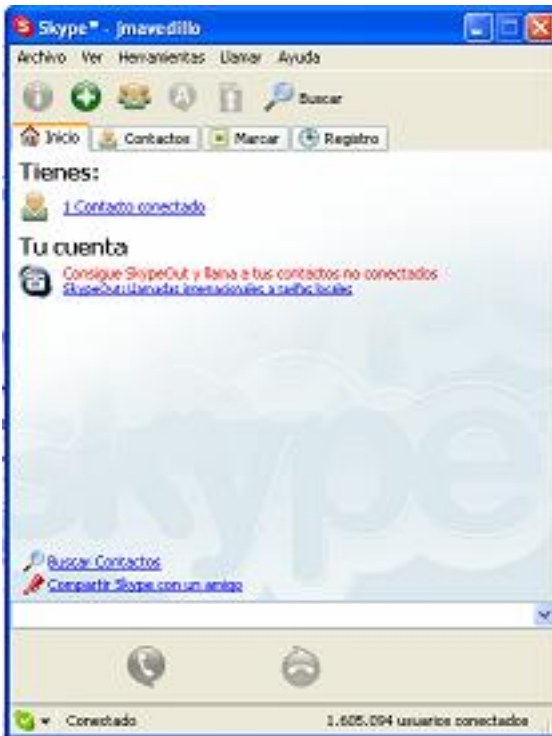 Skype™ - jmavedillo
Archivo Ver Herramientas Llamar Ayuda
Buscar
Inicio Contactos Marcar Registro
Tienes:
1 Contacto conectado
Tu cuenta
Consigue SkypeOut y llama a tus contactos no conectados
SkypeOut: Llamadas internacionales a tarifas locales
skype
Buscar Contactos
Compartir Skype con un amigo
Conectado 1.605.094 usuarios conectados